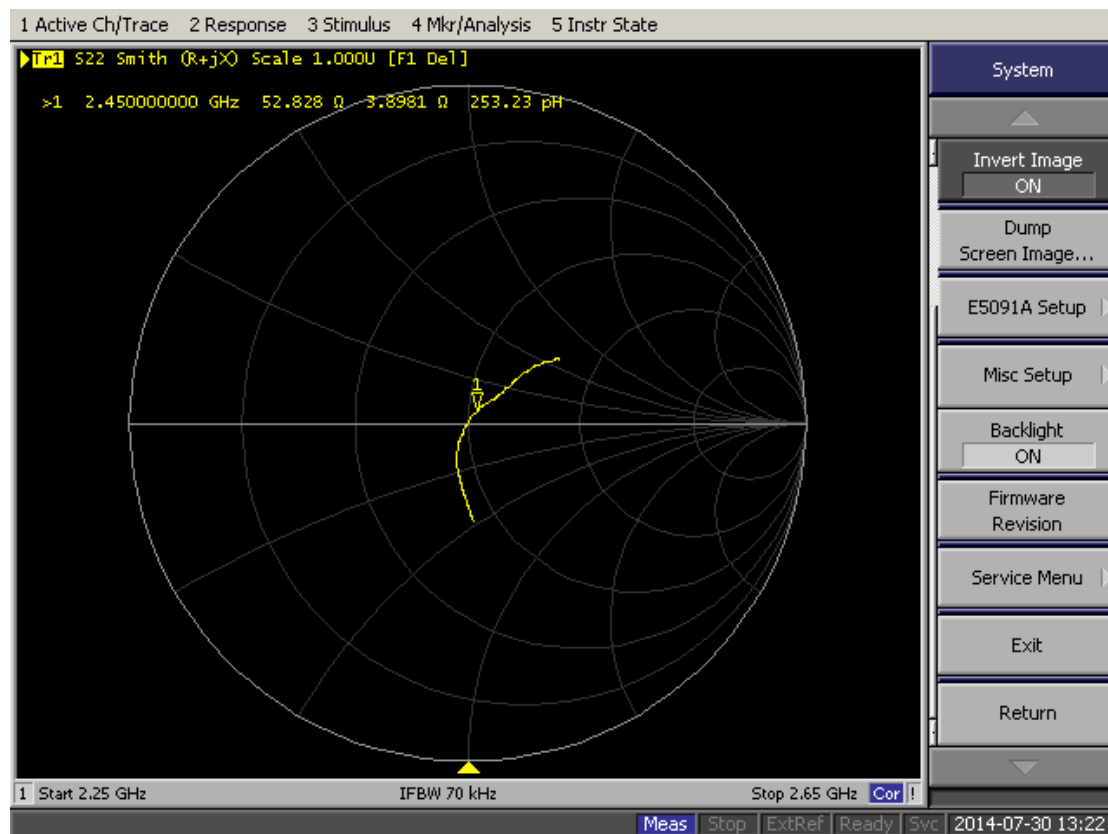 1 Active Ch/Trace 2 Response 3 Stimulus 4 Mkr/Analysis 5 Instr State
Tr1 S22 Smith (R+jX) Scale 1.000U [F1 Del]
>1 2.450000000 GHz 52.828 Ω 3.8981 Ω 253.23 pH
1
System
Invert Image
ON
Dump
Screen Image...
E5091A Setup
Misc Setup
Backlight
ON
Firmware
Revision
Service Menu
Exit
Return
1 Start 2.25 GHz IFBW 70 kHz Stop 2.65 GHz Cor !
Meas Stop ExtRef Ready Svc 2014-07-30 13:22